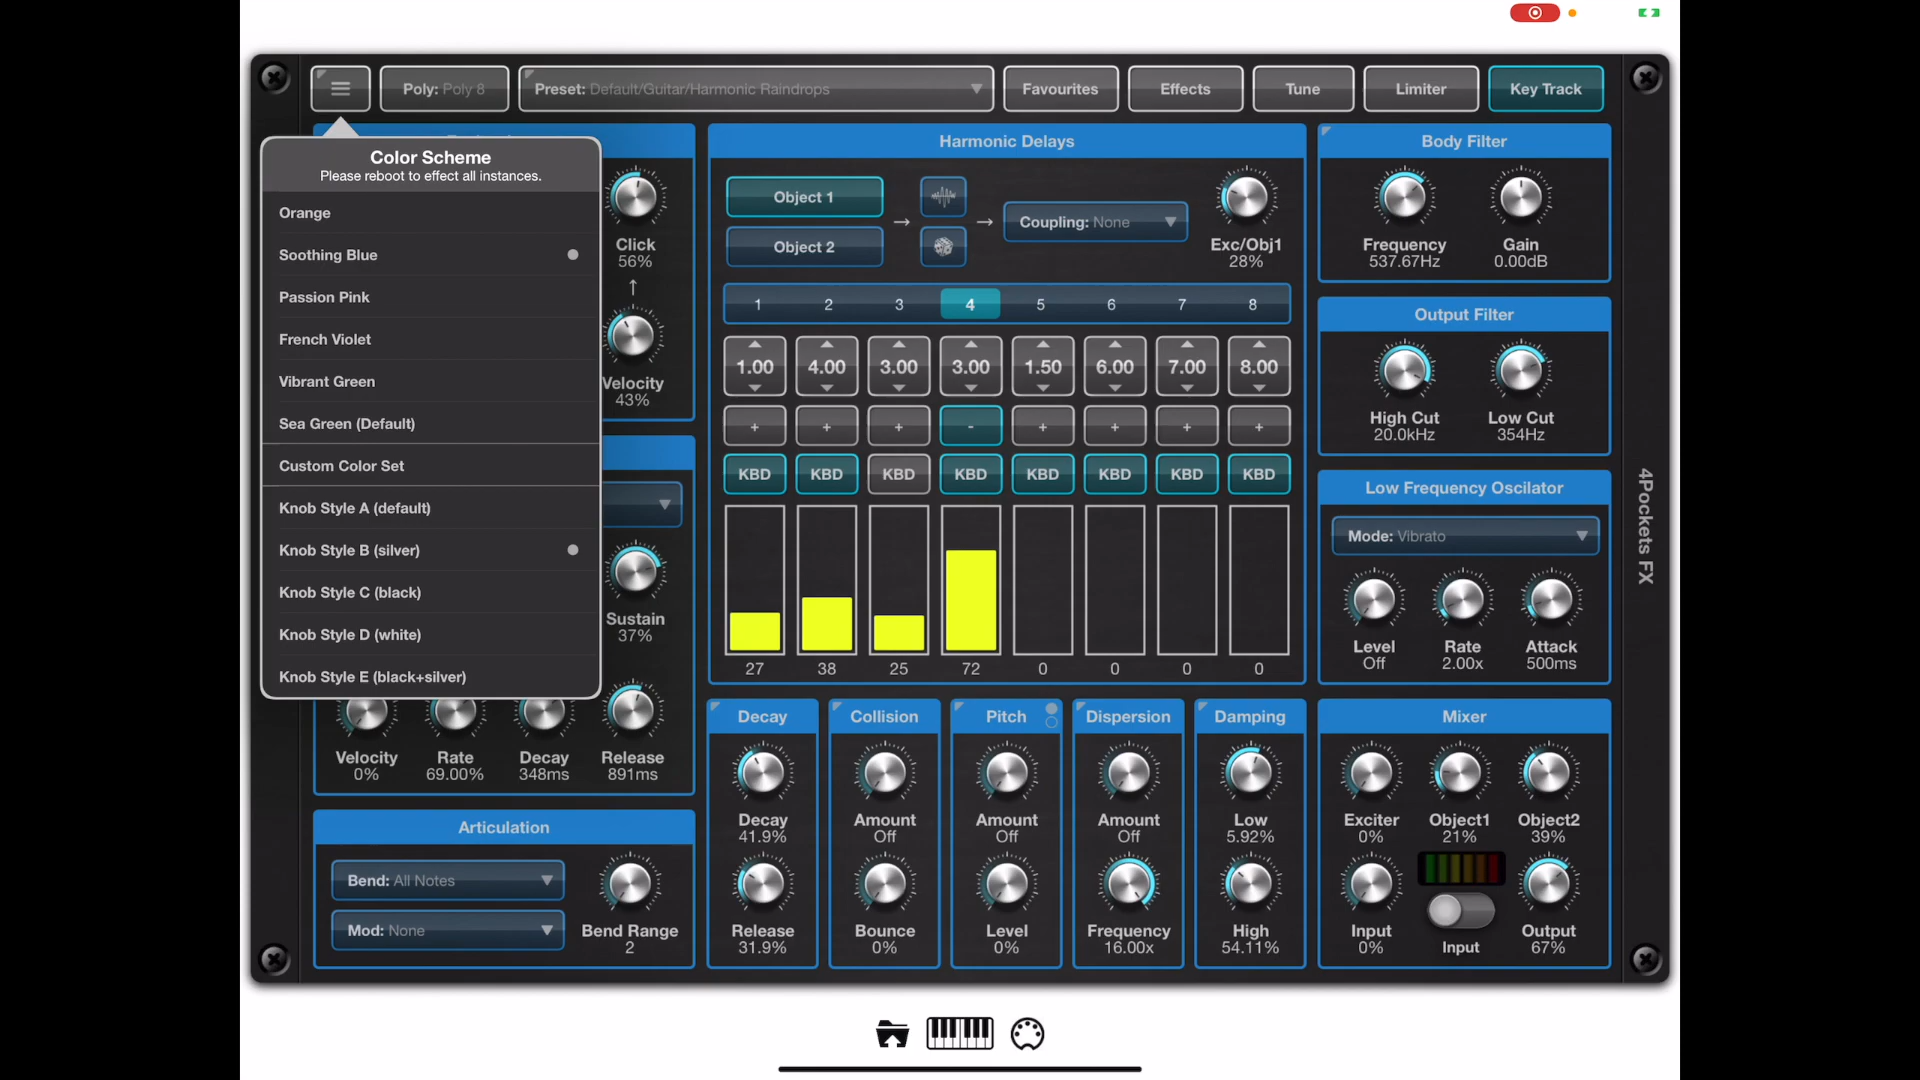 Poly: Poly 8
Preset: Default/Guitar/Harmonic Raindrops
Favourites
Effects
Tune
Limiter
Key Track
Color Scheme
Please reboot to effect all instances.
Orange
Soothing Blue
Passion Pink
French Violet
Vibrant Green
Sea Green (Default)
Custom Color Set
Knob Style A (default)
Knob Style B (silver)
Knob Style C (black)
Knob Style D (white)
Knob Style E (black+silver)
Click
56%
Velocity
43%
Sustain
37%
Velocity
0%
Rate
69.00%
Decay
348ms
Release
891ms
Articulation
Bend: All Notes
Mod: None
Bend Range
2
Harmonic Delays
Object 1
Object 2
Coupling: None
Exc/Obj1
28%
1 2 3 4 5 6 7 8
1.00 4.00 3.00 3.00 1.50 6.00 7.00 8.00
+ + + - + + + +
KBD KBD KBD KBD KBD KBD KBD KBD
27 38 25 72 0 0 0 0
Decay
Decay
41.9%
Release
31.9%
Collision
Amount
Off
Bounce
0%
Pitch
Amount
Off
Level
0%
Dispersion
Amount
Off
Frequency
16.00x
Damping
Low
5.92%
High
54.11%
Body Filter
Frequency
537.67Hz
Gain
0.00dB
Output Filter
High Cut
20.0kHz
Low Cut
354Hz
Low Frequency Oscilator
Mode: Vibrato
Level
Off
Rate
2.00x
Attack
500ms
Mixer
Exciter
0%
Object1
21%
Object2
39%
Input
0%
Input
Output
67%
4Pockets FX